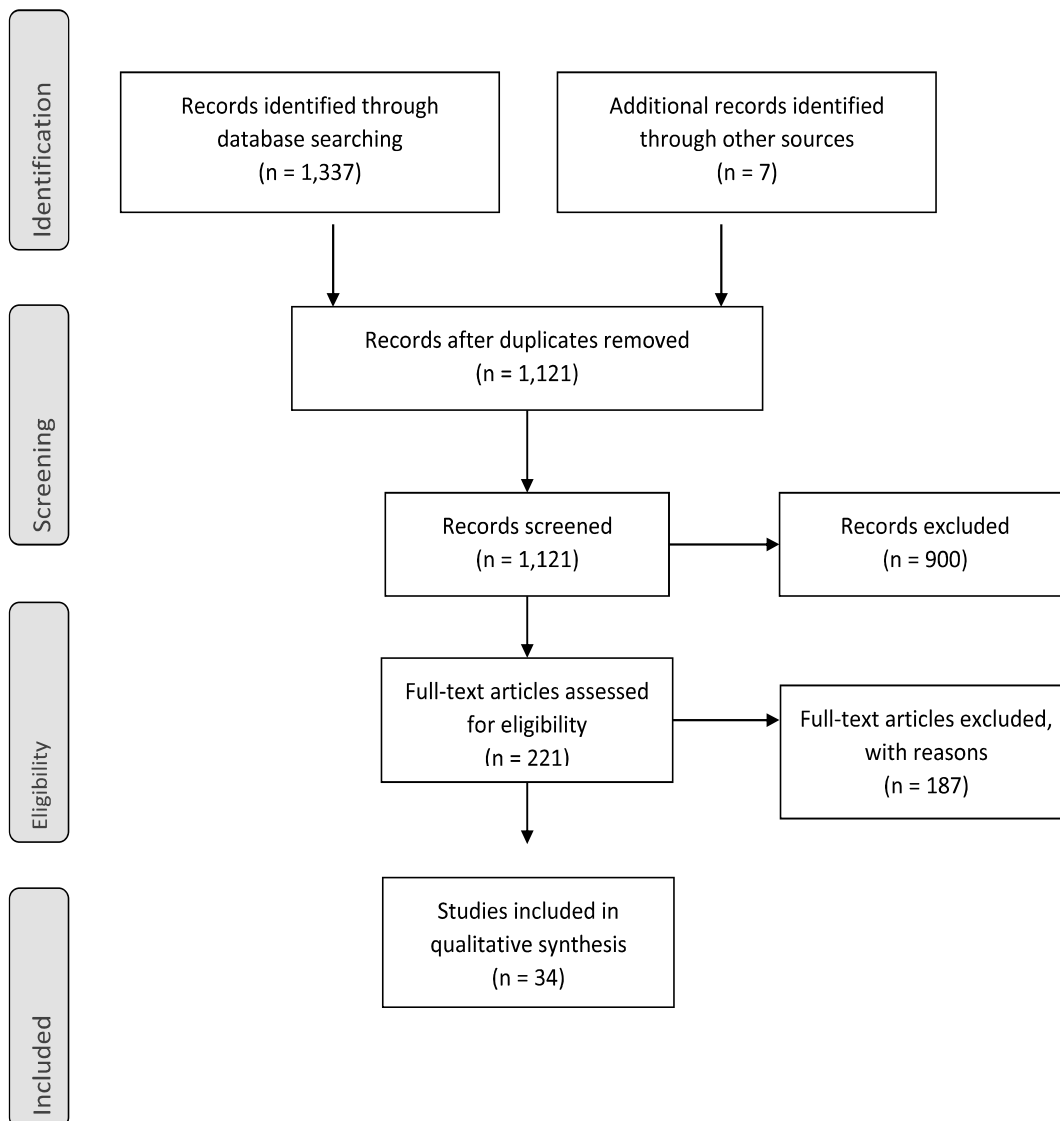 Identification
Records identified through
database searching
(n = 1,337)
Additional records identified
through other sources
(n = 7)
Screening
Records after duplicates removed
(n = 1,121)
Records screened
(n = 1,121)
Records excluded
(n = 900)
Eligibility
Full-text articles assessed
for eligibility
(n = 221)
Full-text articles excluded,
with reasons
(n = 187)
Included
Studies included in
qualitative synthesis
(n = 34)